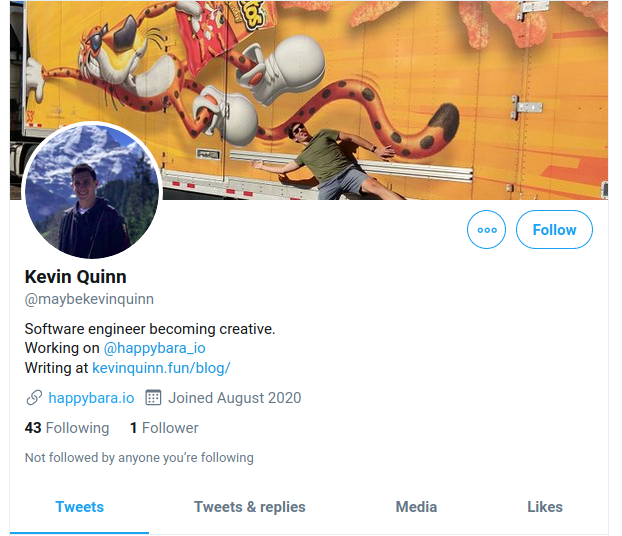 Follow
Kevin Quinn
@maybekevinquinn
Software engineer becoming creative.
Working on @happybara_io
Writing at kevinquinn.fun/blog/
happybara.io Joined August 2020
43 Following 1 Follower
Not followed by anyone you're following
Tweets Tweets & replies Media Likes